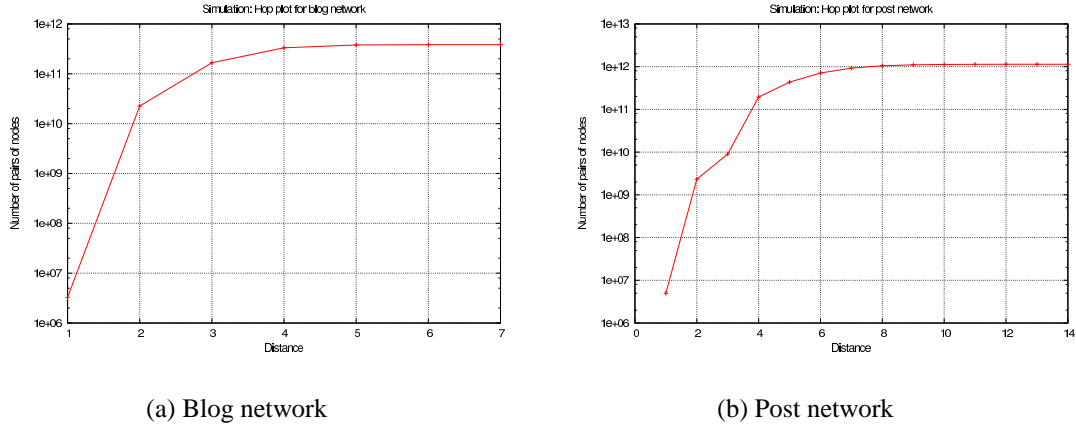 Simulation: Hop plot for blog network
1e+12
1e+11
1e+10
1e+09
1e+08
1e+07
1e+06
Number of pairs of nodes
1 2 3 4 5 6 7
Distance
(a) Blog network
Simulation: Hop plot for post network
1e+13
1e+12
1e+11
1e+10
1e+09
1e+08
1e+07
1e+06
Number of pairs of nodes
0 2 4 6 8 10 12 14
Distance
(b) Post network